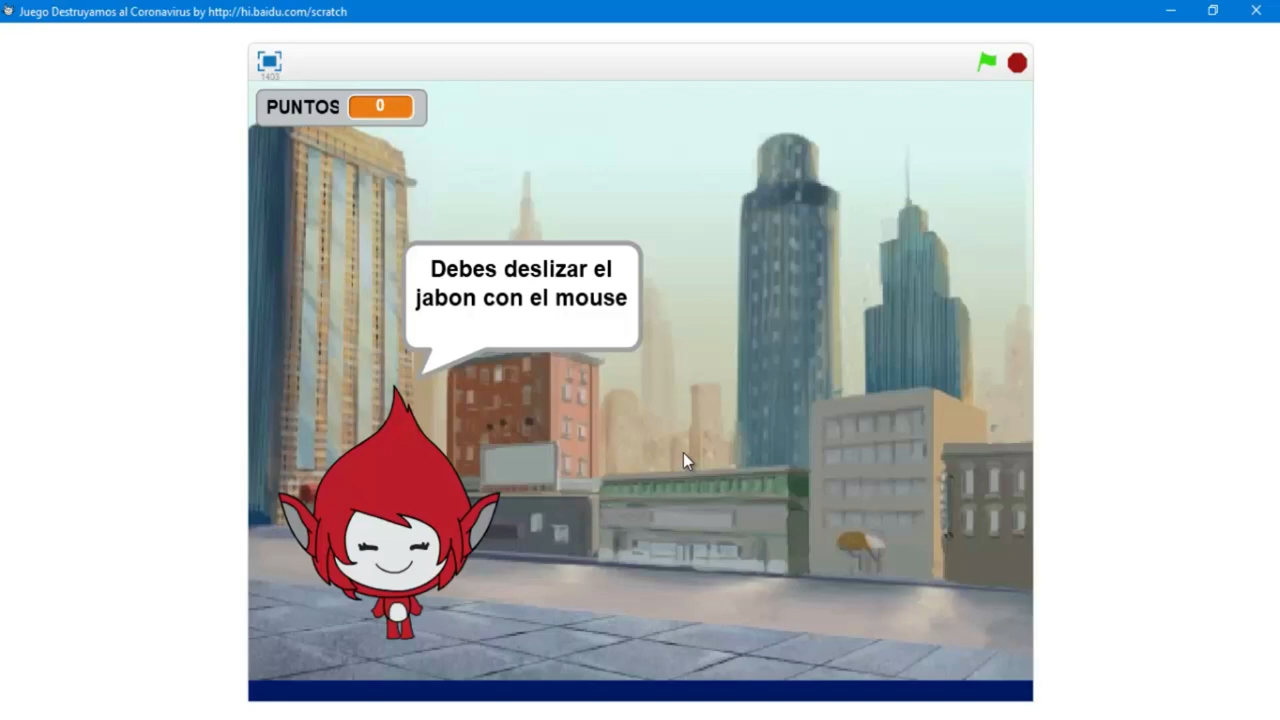 Juego Destruyamos al Coronavirus by http://hi.baidu.com/scratch
1403
PUNTOS 0
Debes deslizar el
jabon con el mouse